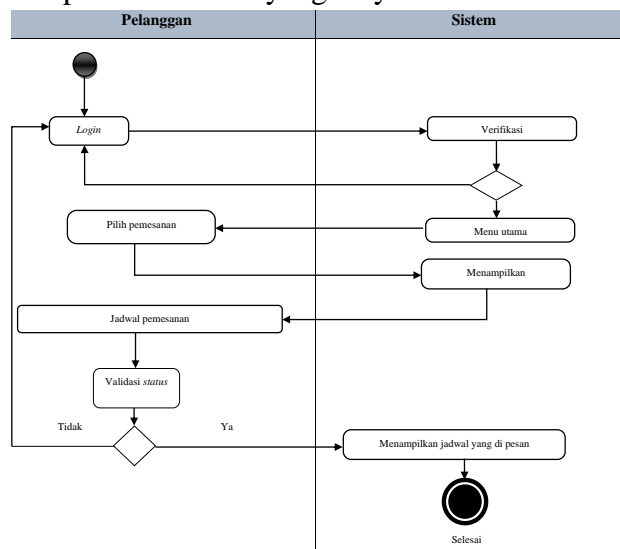 Pelanggan
Sistem
Login
Verifikasi
Pilih pemesanan
Menu utama
Menampilkan
Jadwal pemesanan
Validasi status
Tidak
Ya
Menampilkan jadwal yang di pesan
Selesai